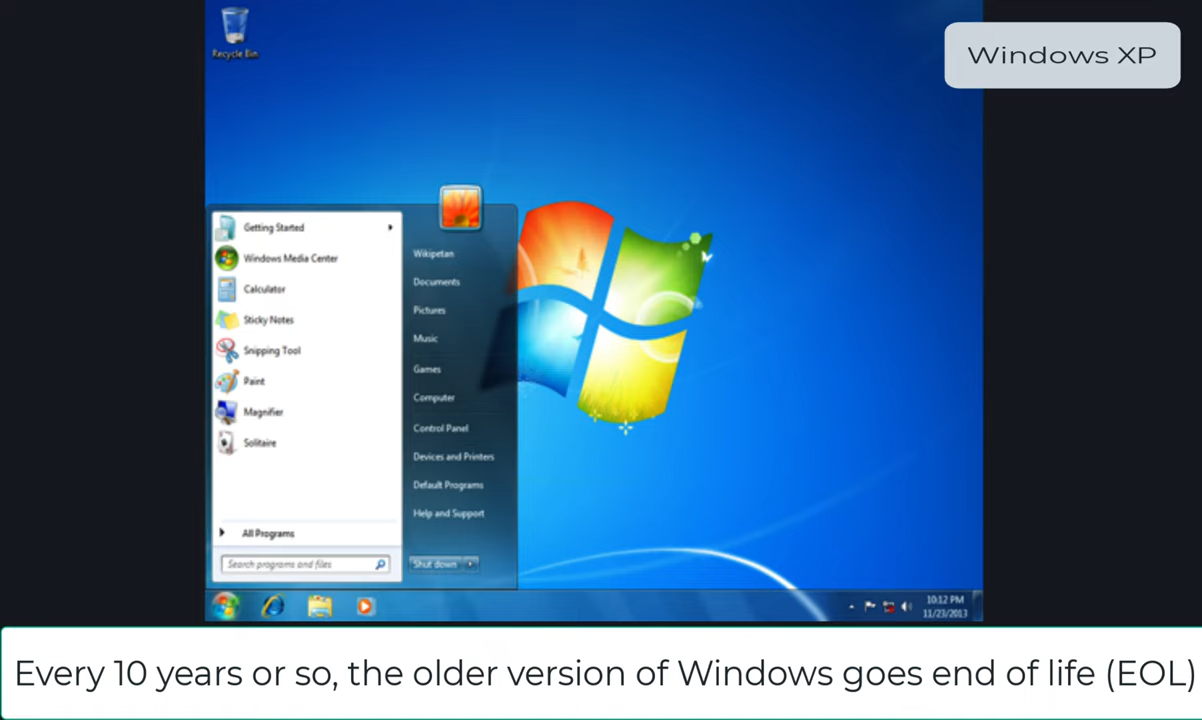 Recycle Bin
Windows XP
Getting Started
Windows Media Center
Calculator
Sticky Notes
Snipping Tool
Paint
Magnifier
Solitaire
All Programs
Search programs and files
Wikipetan
Documents
Pictures
Music
Games
Computer
Control Panel
Devices and Printers
Default Programs
Help and Support
Shut down
10:12 PM
11/23/2013
Every 10 years or so, the older version of Windows goes end of life (EOL)